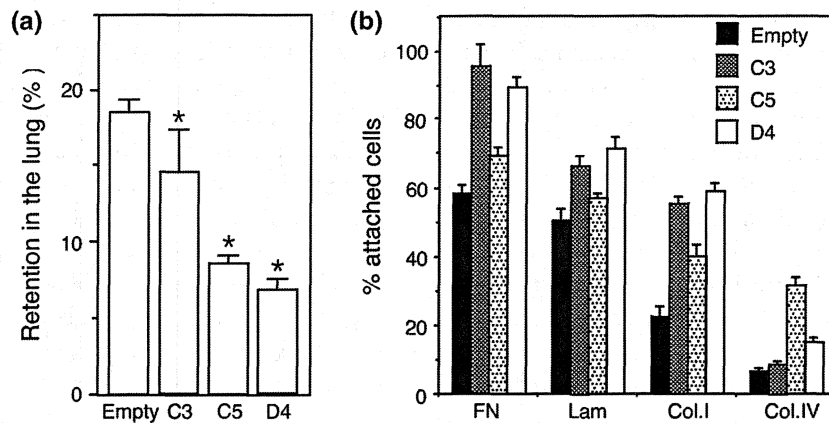 (a)
Retention in the lung (%)
20
10
0
*
*
*
Empty C3 C5 D4
(b)
% attached cells
100
80
60
40
20
0
Empty
C3
C5
D4
FN Lam Col.I Col.IV